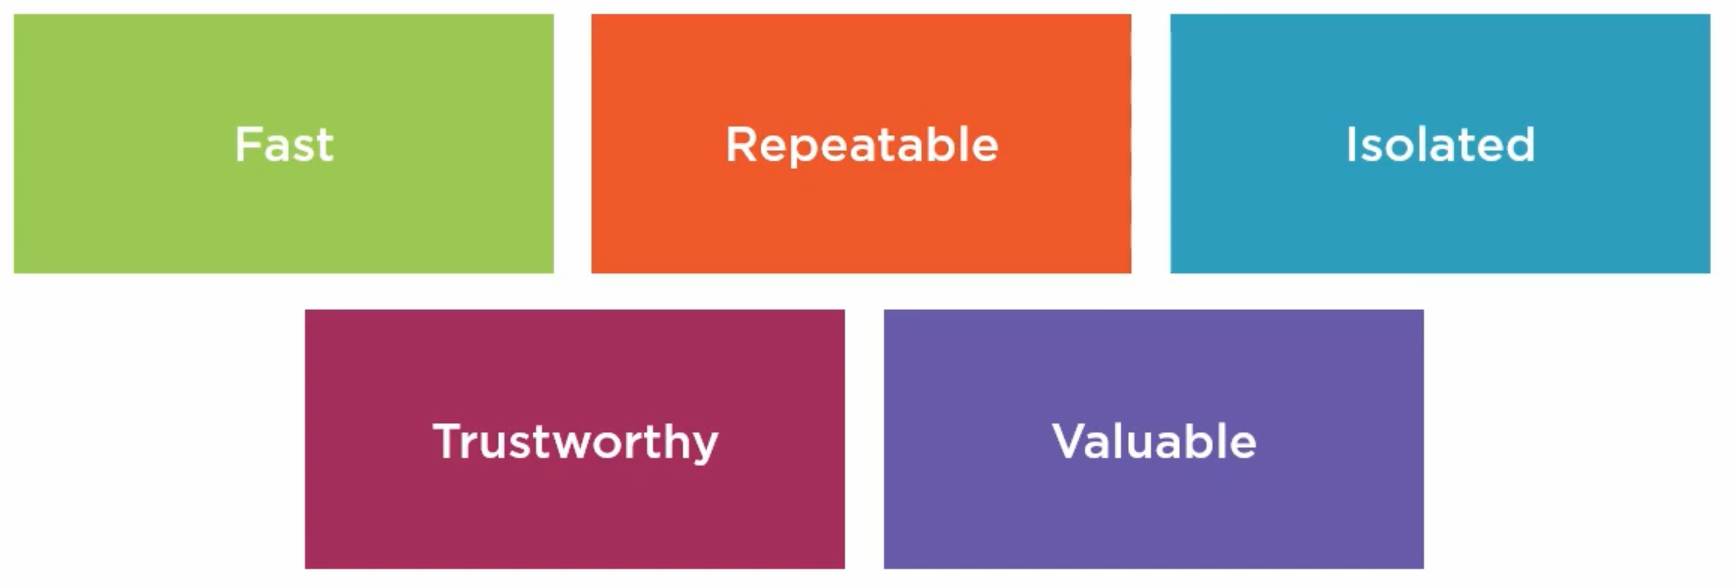 Fast
Repeatable
Isolated
Trustworthy
Valuable